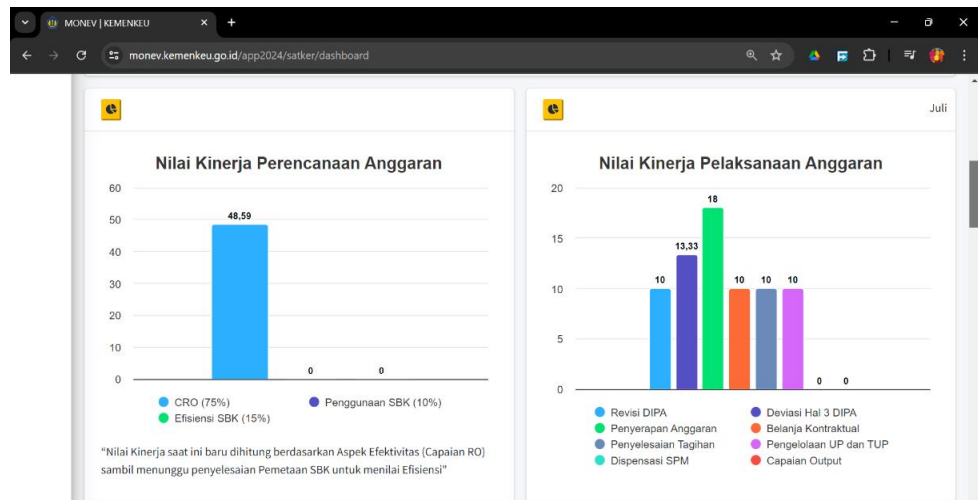 MONEV | KEMENKEU
monev.kemenkeu.go.id/app2024/satker/dashboard
Nilai Kinerja Perencanaan Anggaran
60
50
40
30
20
10
0
48,59
0
0
CRO (75%)
Penggunaan SBK (10%)
Efisiensi SBK (15%)
“Nilai Kinerja saat ini baru dihitung berdasarkan Aspek Efektivitas (Capaian RO)
sambil menunggu penyelesaian Pemetaan SBK untuk menilai Efisiensi”
Juli
Nilai Kinerja Pelaksanaan Anggaran
20
15
10
5
0
10
13,33
18
10
10
10
0
0
Revisi DIPA
Deviasi Hal 3 DIPA
Penyerapan Anggaran
Belanja Kontraktual
Penyelesaian Tagihan
Pengelolaan UP dan TUP
Dispensasi SPM
Capaian Output